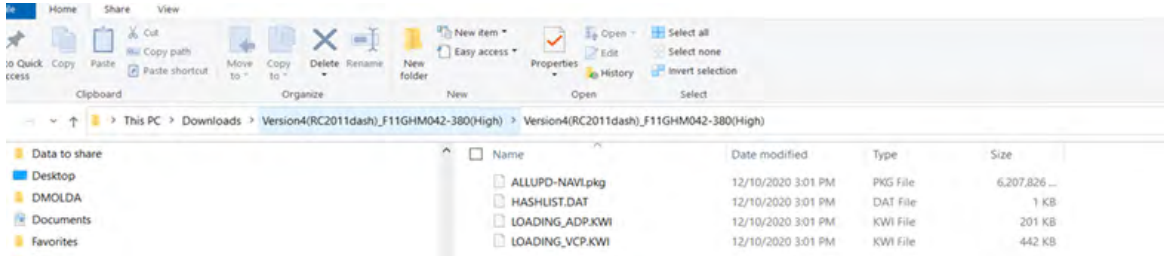 Home Share View
Cut
Copy path
Paste shortcut
Copy Paste
Move to
Copy to
Delete Rename
New folder
New item
Easy access
Properties
Open
Edit
History
Select all
Select none
Invert selection
Clipboard Organize New Open Select
This PC > Downloads > Version4(RC2011dash)_F11GHM042-380(High) > Version4(RC2011dash)_F11GHM042-380(High)
Data to share
Desktop
DMOLDA
Documents
Favorites
Name Date modified Type Size
ALLUPD-NAVI.pkg 12/10/2020 3:01 PM PKG File 6,207,826 ...
HASHLIST.DAT 12/10/2020 3:01 PM DAT File 1 KB
LOADING_ADP.KWI 12/10/2020 3:01 PM KWI File 201 KB
LOADING_VCP.KWI 12/10/2020 3:01 PM KWI File 442 KB